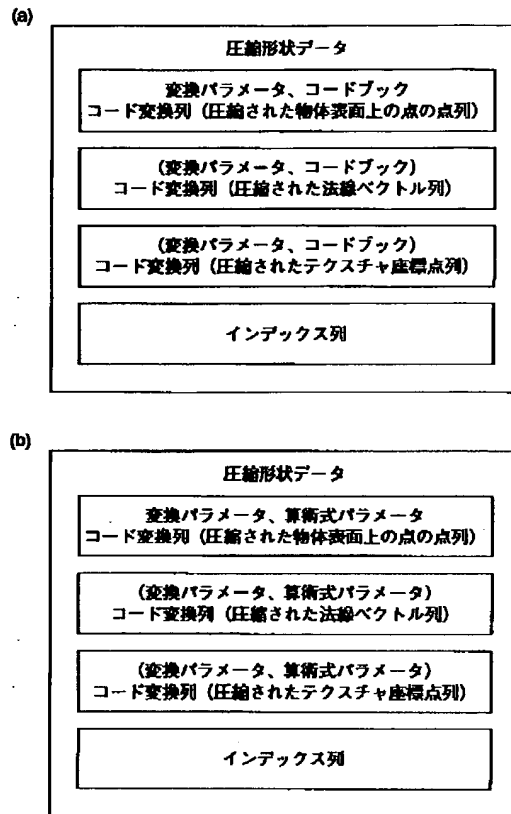 (a)
圧縮形状データ
変換パラメータ、コードブック
コード変換列（圧縮された物体表面上の点の点列）
（変換パラメータ、コードブック）
コード変換列（圧縮された法線ベクトル列）
（変換パラメータ、コードブック）
コード変換列（圧縮されたテクスチャ座標点列）
インデックス列
(b)
圧縮形状データ
変換パラメータ、算術式パラメータ
コード変換列（圧縮された物体表面上の点の点列）
（変換パラメータ、算術式パラメータ）
コード変換列（圧縮された法線ベクトル列）
（変換パラメータ、算術式パラメータ）
コード変換列（圧縮されたテクスチャ座標点列）
インデックス列